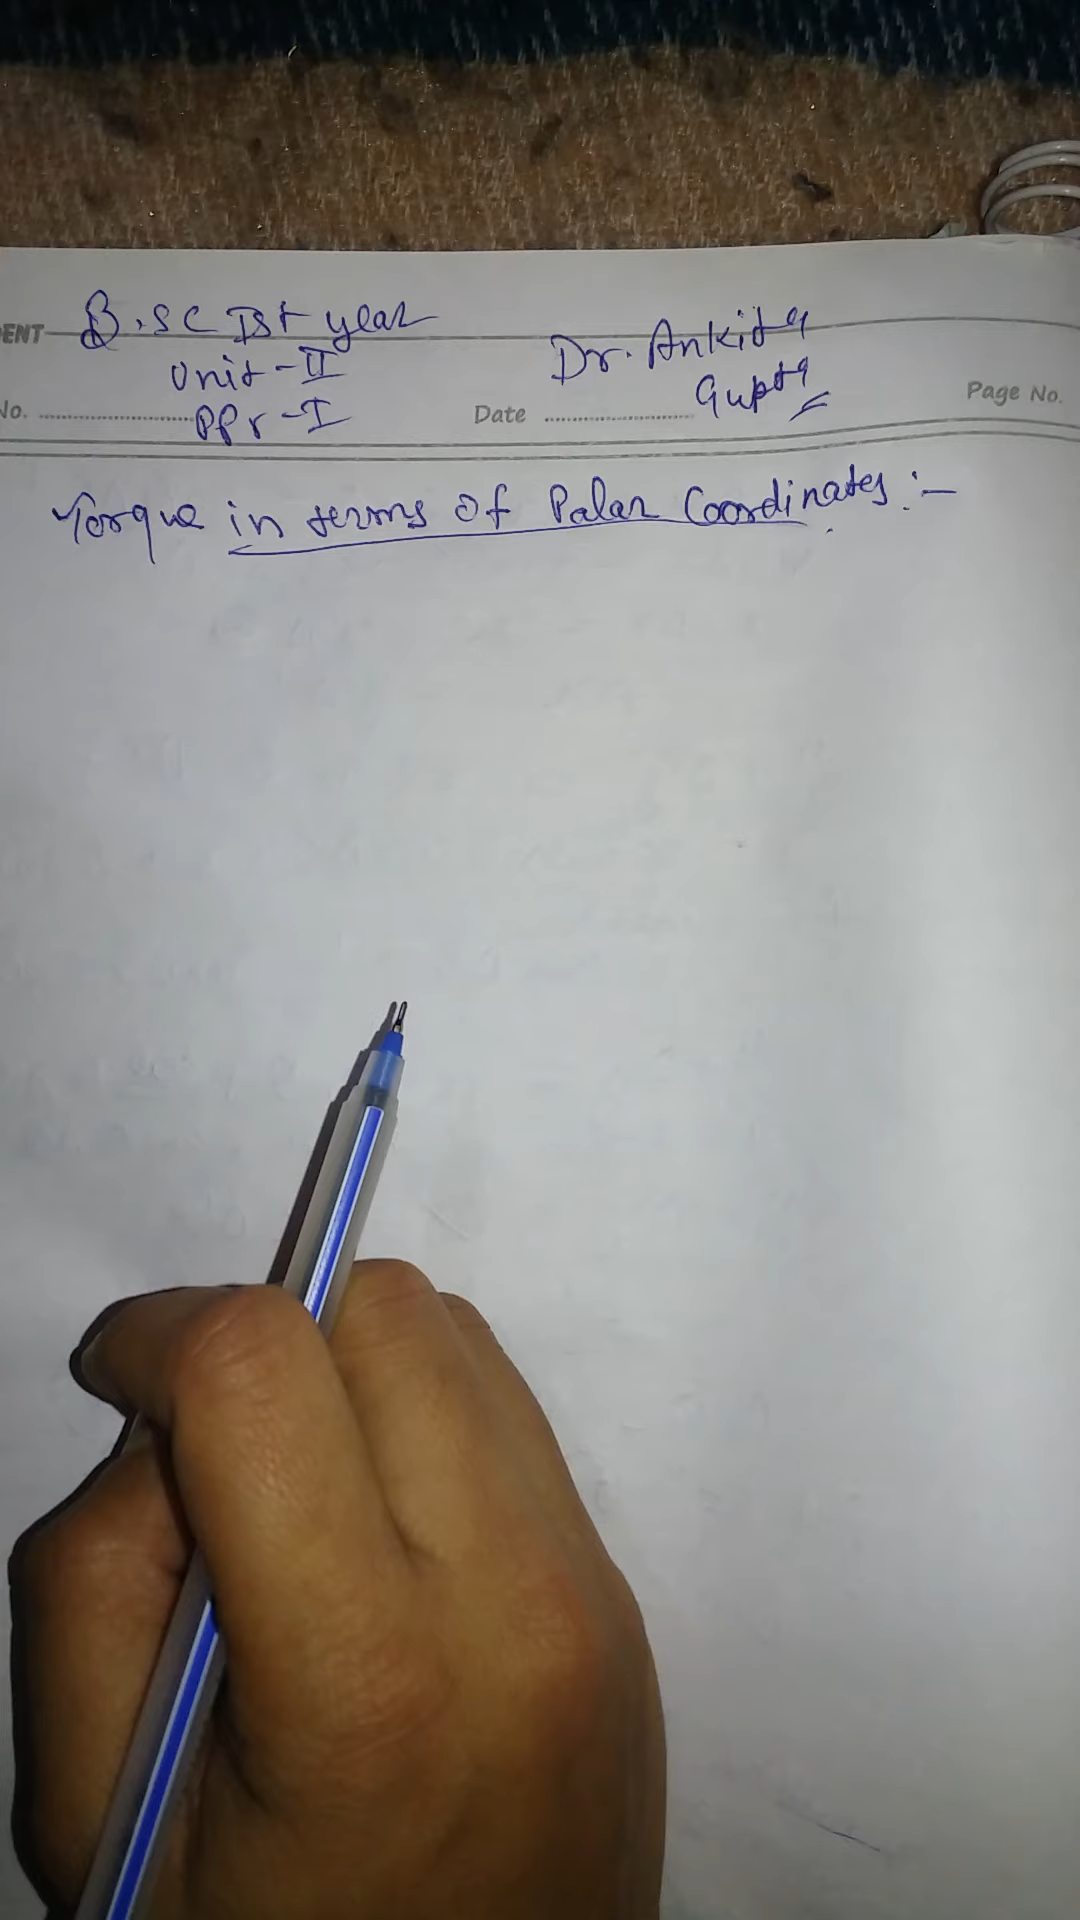 ENT B.SC Ist year
Unit-II
No. PPr-I
Dr. Ankita
Gupta
Date
Page No.
Torque in terms of Polar Coordinates :-